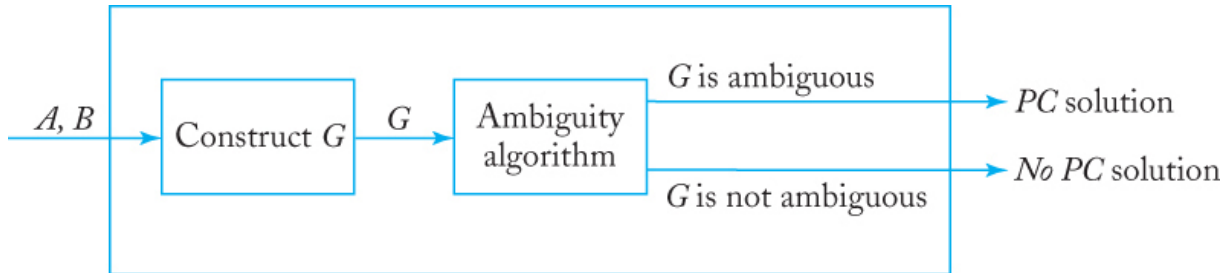 A, B
Construct G
G
Ambiguity
algorithm
G is ambiguous
G is not ambiguous
PC solution
No PC solution